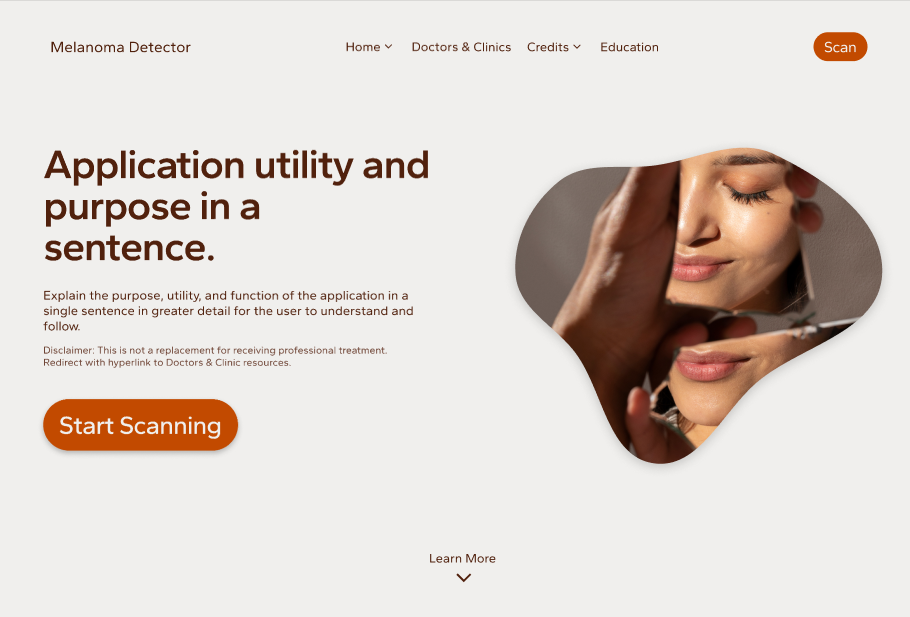 Melanoma Detector
Home
Doctors & Clinics
Credits
Education
Scan
Application utility and
purpose in a
sentence.
Explain the purpose, utility, and function of the application in a
single sentence in greater detail for the user to understand and
follow.
Disclaimer: This is not a replacement for receiving professional treatment.
Redirect with hyperlink to Doctors & Clinic resources.
Start Scanning
Learn More